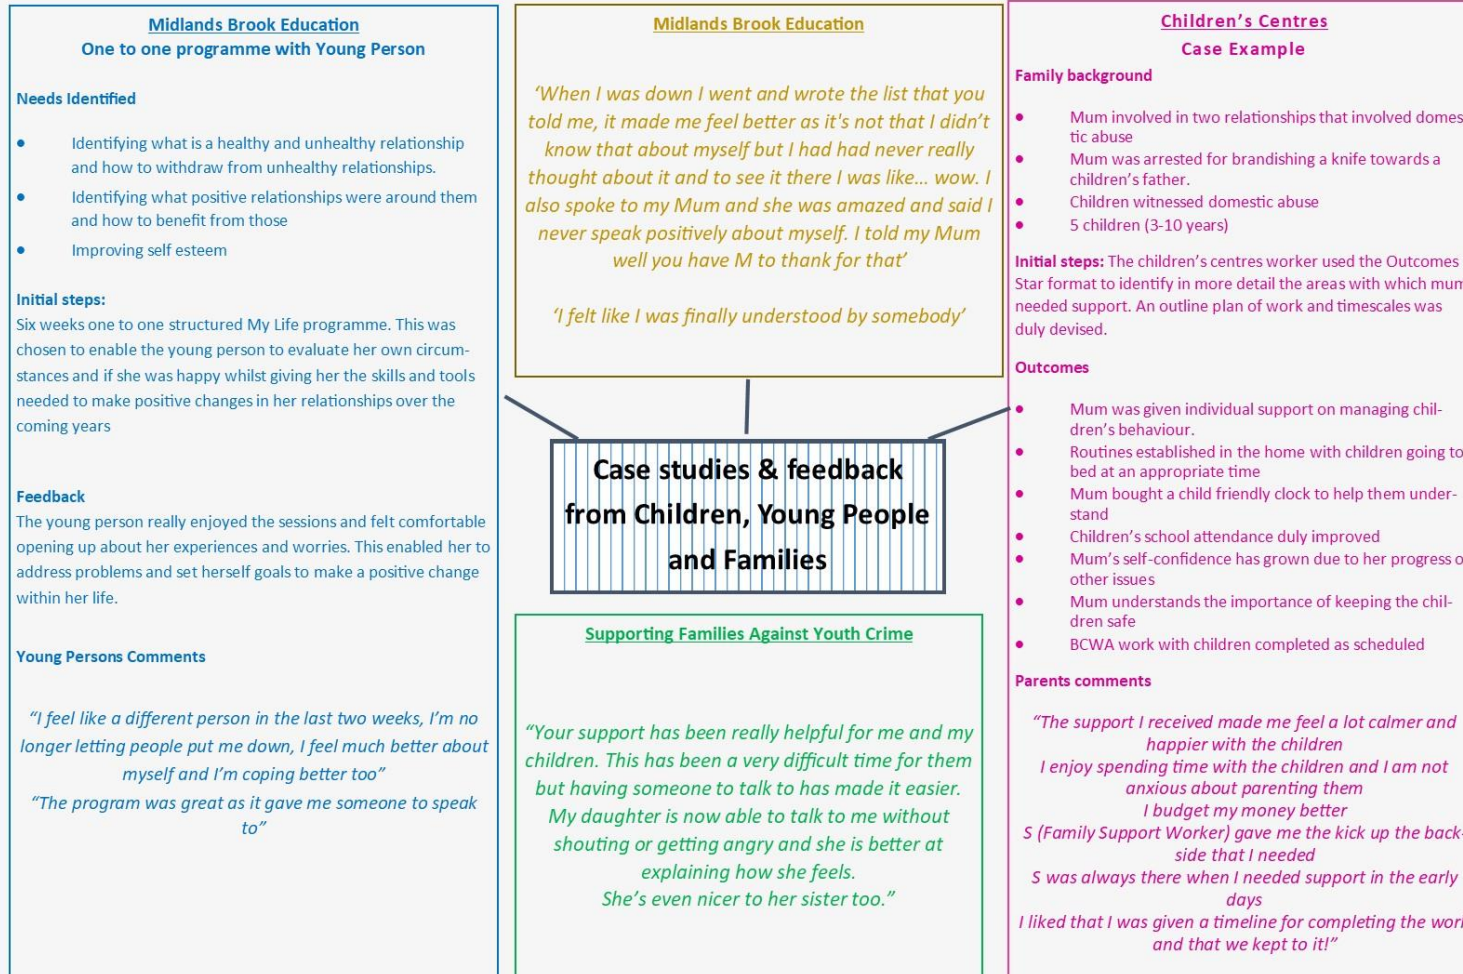 Midlands Brook Education
One to one programme with Young Person
Needs Identified
• Identifying what is a healthy and unhealthy relationship
and how to withdraw from unhealthy relationships.
• Identifying what positive relationships were around them
and how to benefit from those
• Improving self esteem
Initial steps:
Six weeks one to one structured My Life programme. This was
chosen to enable the young person to evaluate her own circum-
stances and if she was happy whilst giving her the skills and tools
needed to make positive changes in her relationships over the
coming years
Feedback
The young person really enjoyed the sessions and felt comfortable
opening up about her experiences and worries. This enabled her to
address problems and set herself goals to make a positive change
within her life.
Young Persons Comments
“I feel like a different person in the last two weeks, I’m no
longer letting people put me down, I feel much better about
myself and I’m coping better too”
“The program was great as it gave me someone to speak
to”
Midlands Brook Education
‘When I was down I went and wrote the list that you
told me, it made me feel better as it's not that I didn’t
know that about myself but I had had never really
thought about it and to see it there I was like… wow. I
also spoke to my Mum and she was amazed and said I
never speak positively about myself. I told my Mum
well you have M to thank for that’
‘I felt like I was finally understood by somebody’
Case studies & feedback
from Children, Young People
and Families
Supporting Families Against Youth Crime
“Your support has been really helpful for me and my
children. This has been a very difficult time for them
but having someone to talk to has made it easier.
My daughter is now able to talk to me without
shouting or getting angry and she is better at
explaining how she feels.
She’s even nicer to her sister too.”
Children’s Centres
Case Example
Family background
• Mum involved in two relationships that involved domes
tic abuse
• Mum was arrested for brandishing a knife towards a
children’s father.
• Children witnessed domestic abuse
• 5 children (3-10 years)
Initial steps: The children’s centres worker used the Outcomes
Star format to identify in more detail the areas with which mum
needed support. An outline plan of work and timescales was
duly devised.
Outcomes
• Mum was given individual support on managing chil-
dren’s behaviour.
• Routines established in the home with children going to
bed at an appropriate time
• Mum bought a child friendly clock to help them under-
stand
• Children’s school attendance duly improved
• Mum’s self-confidence has grown due to her progress
other issues
• Mum understands the importance of keeping the chil-
dren safe
• BCWA work with children completed as scheduled
Parents comments
“The support I received made me feel a lot calmer and
happier with the children
I enjoy spending time with the children and I am not
anxious about parenting them
I budget my money better
S (Family Support Worker) gave me the kick up the back-
side that I needed
S was always there when I needed support in the early
days
I liked that I was given a timeline for completing the work
and that we kept to it!”